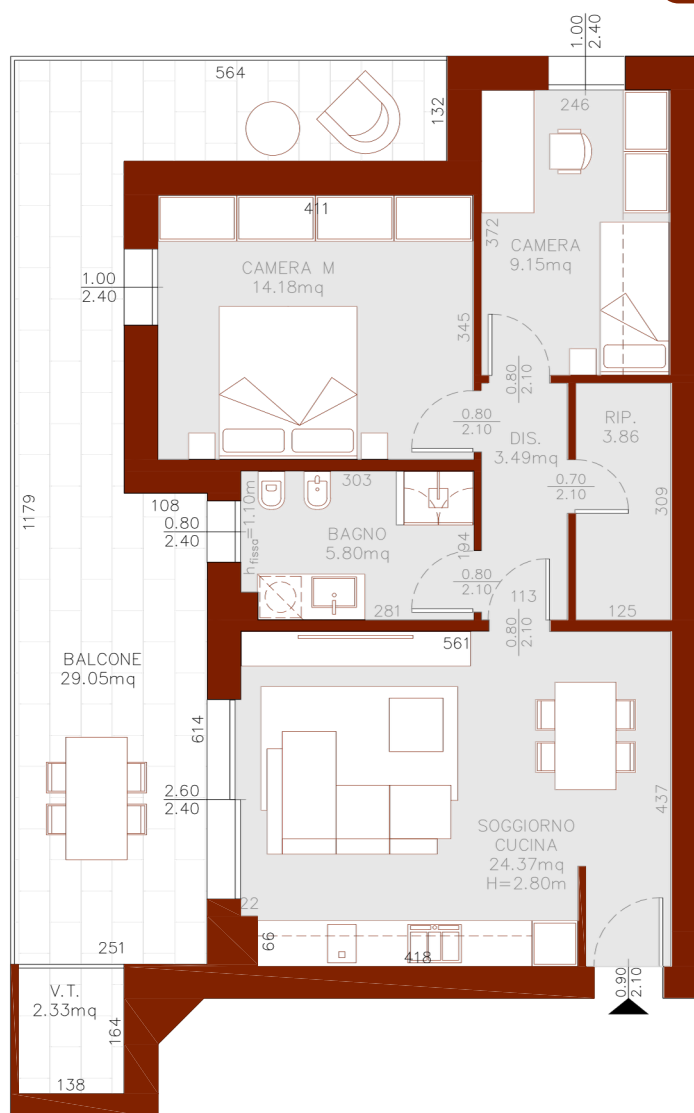 1.00
2.40
564
132
246
411
372
CAMERA
9.15mq
CAMERA M
14.18mq
1.00
2.40
345
0.80
2.10
0.80
2.10
DIS.
3.49mq
RIP.
3.86
0.70
2.10
309
1179
108
0.80
2.40
hfissa=1.10m
303
BAGNO
5.80mq
194
0.80
2.10
281
113
0.80
2.10
125
561
BALCONE
29.05mq
614
2.60
2.40
437
SOGGIORNO
CUCINA
24.37mq
H=2.80m
22
66
418
251
0.90
2.10
V.T.
2.33mq
164
138